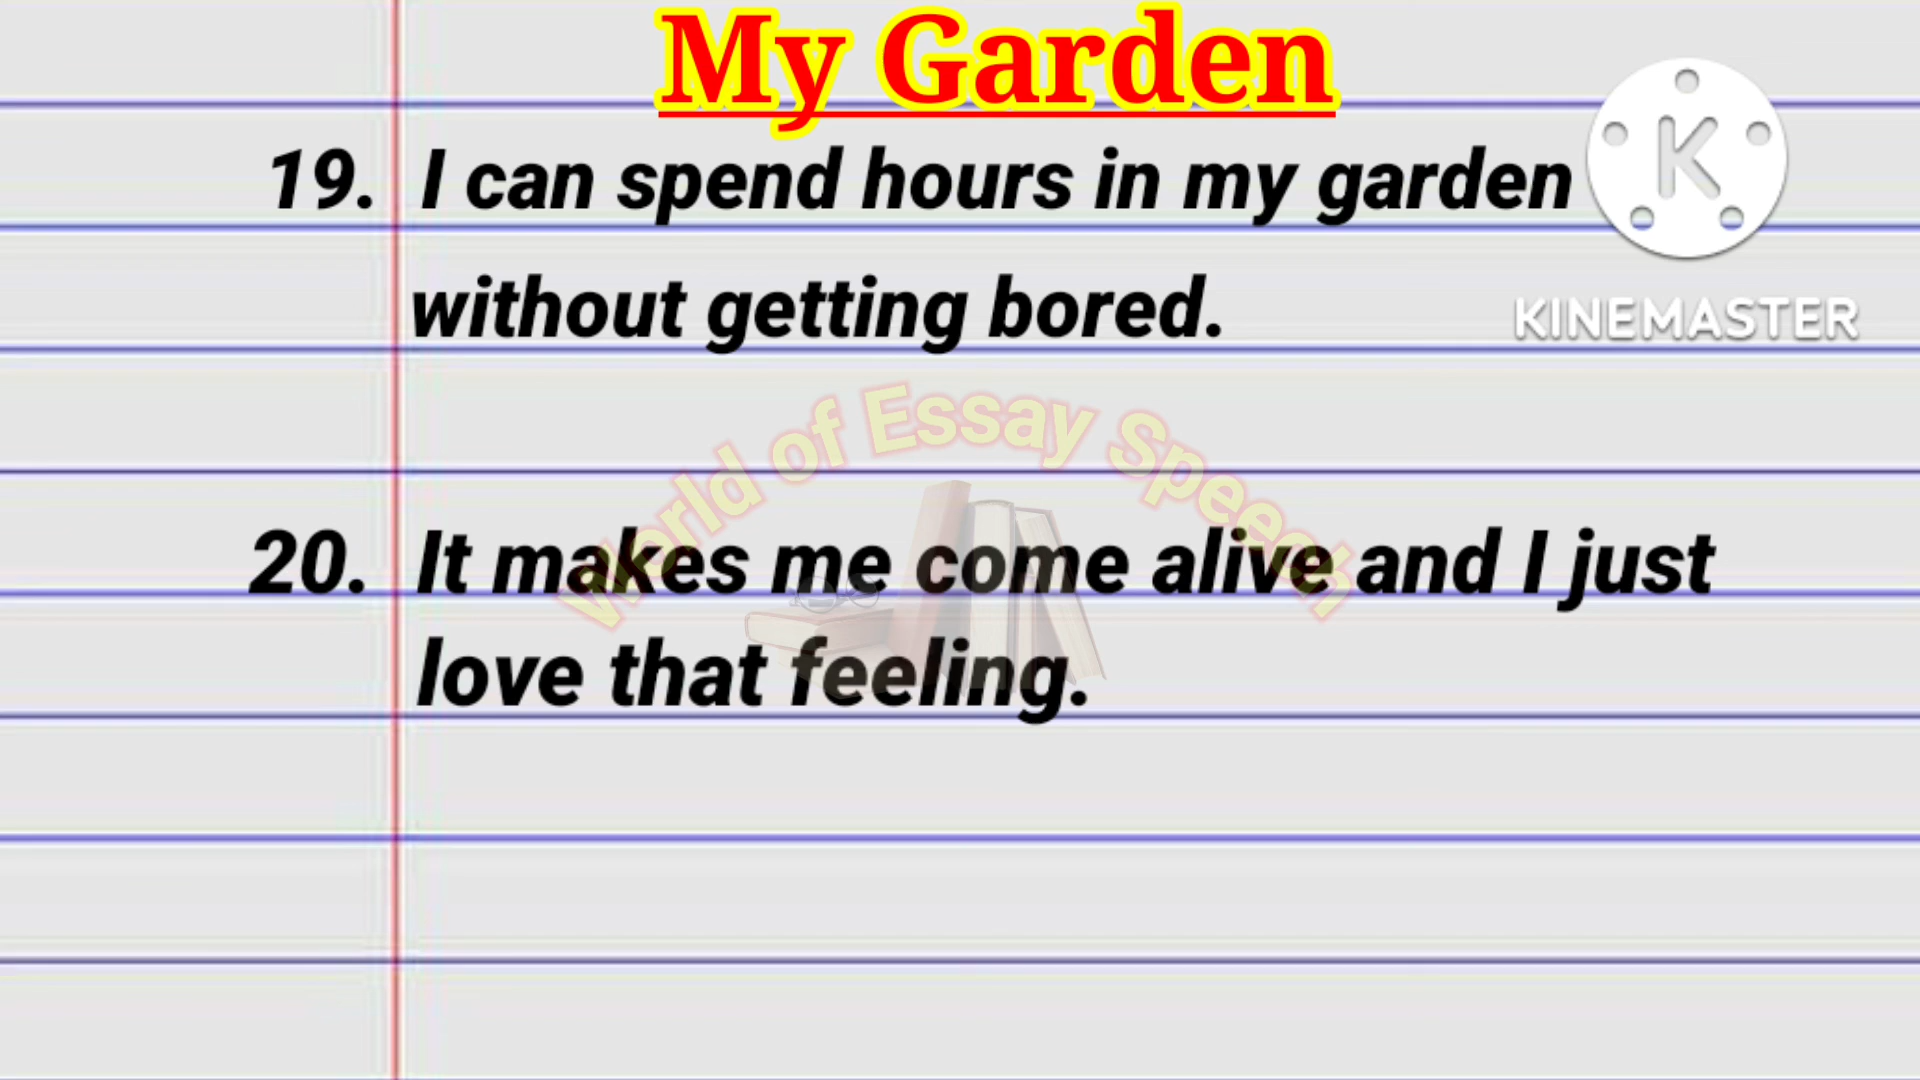 My Garden
19. I can spend hours in my garden
without getting bored.
K
KINEMASTER
World of Essay Speech
20. It makes me come alive and I just
love that feeling.